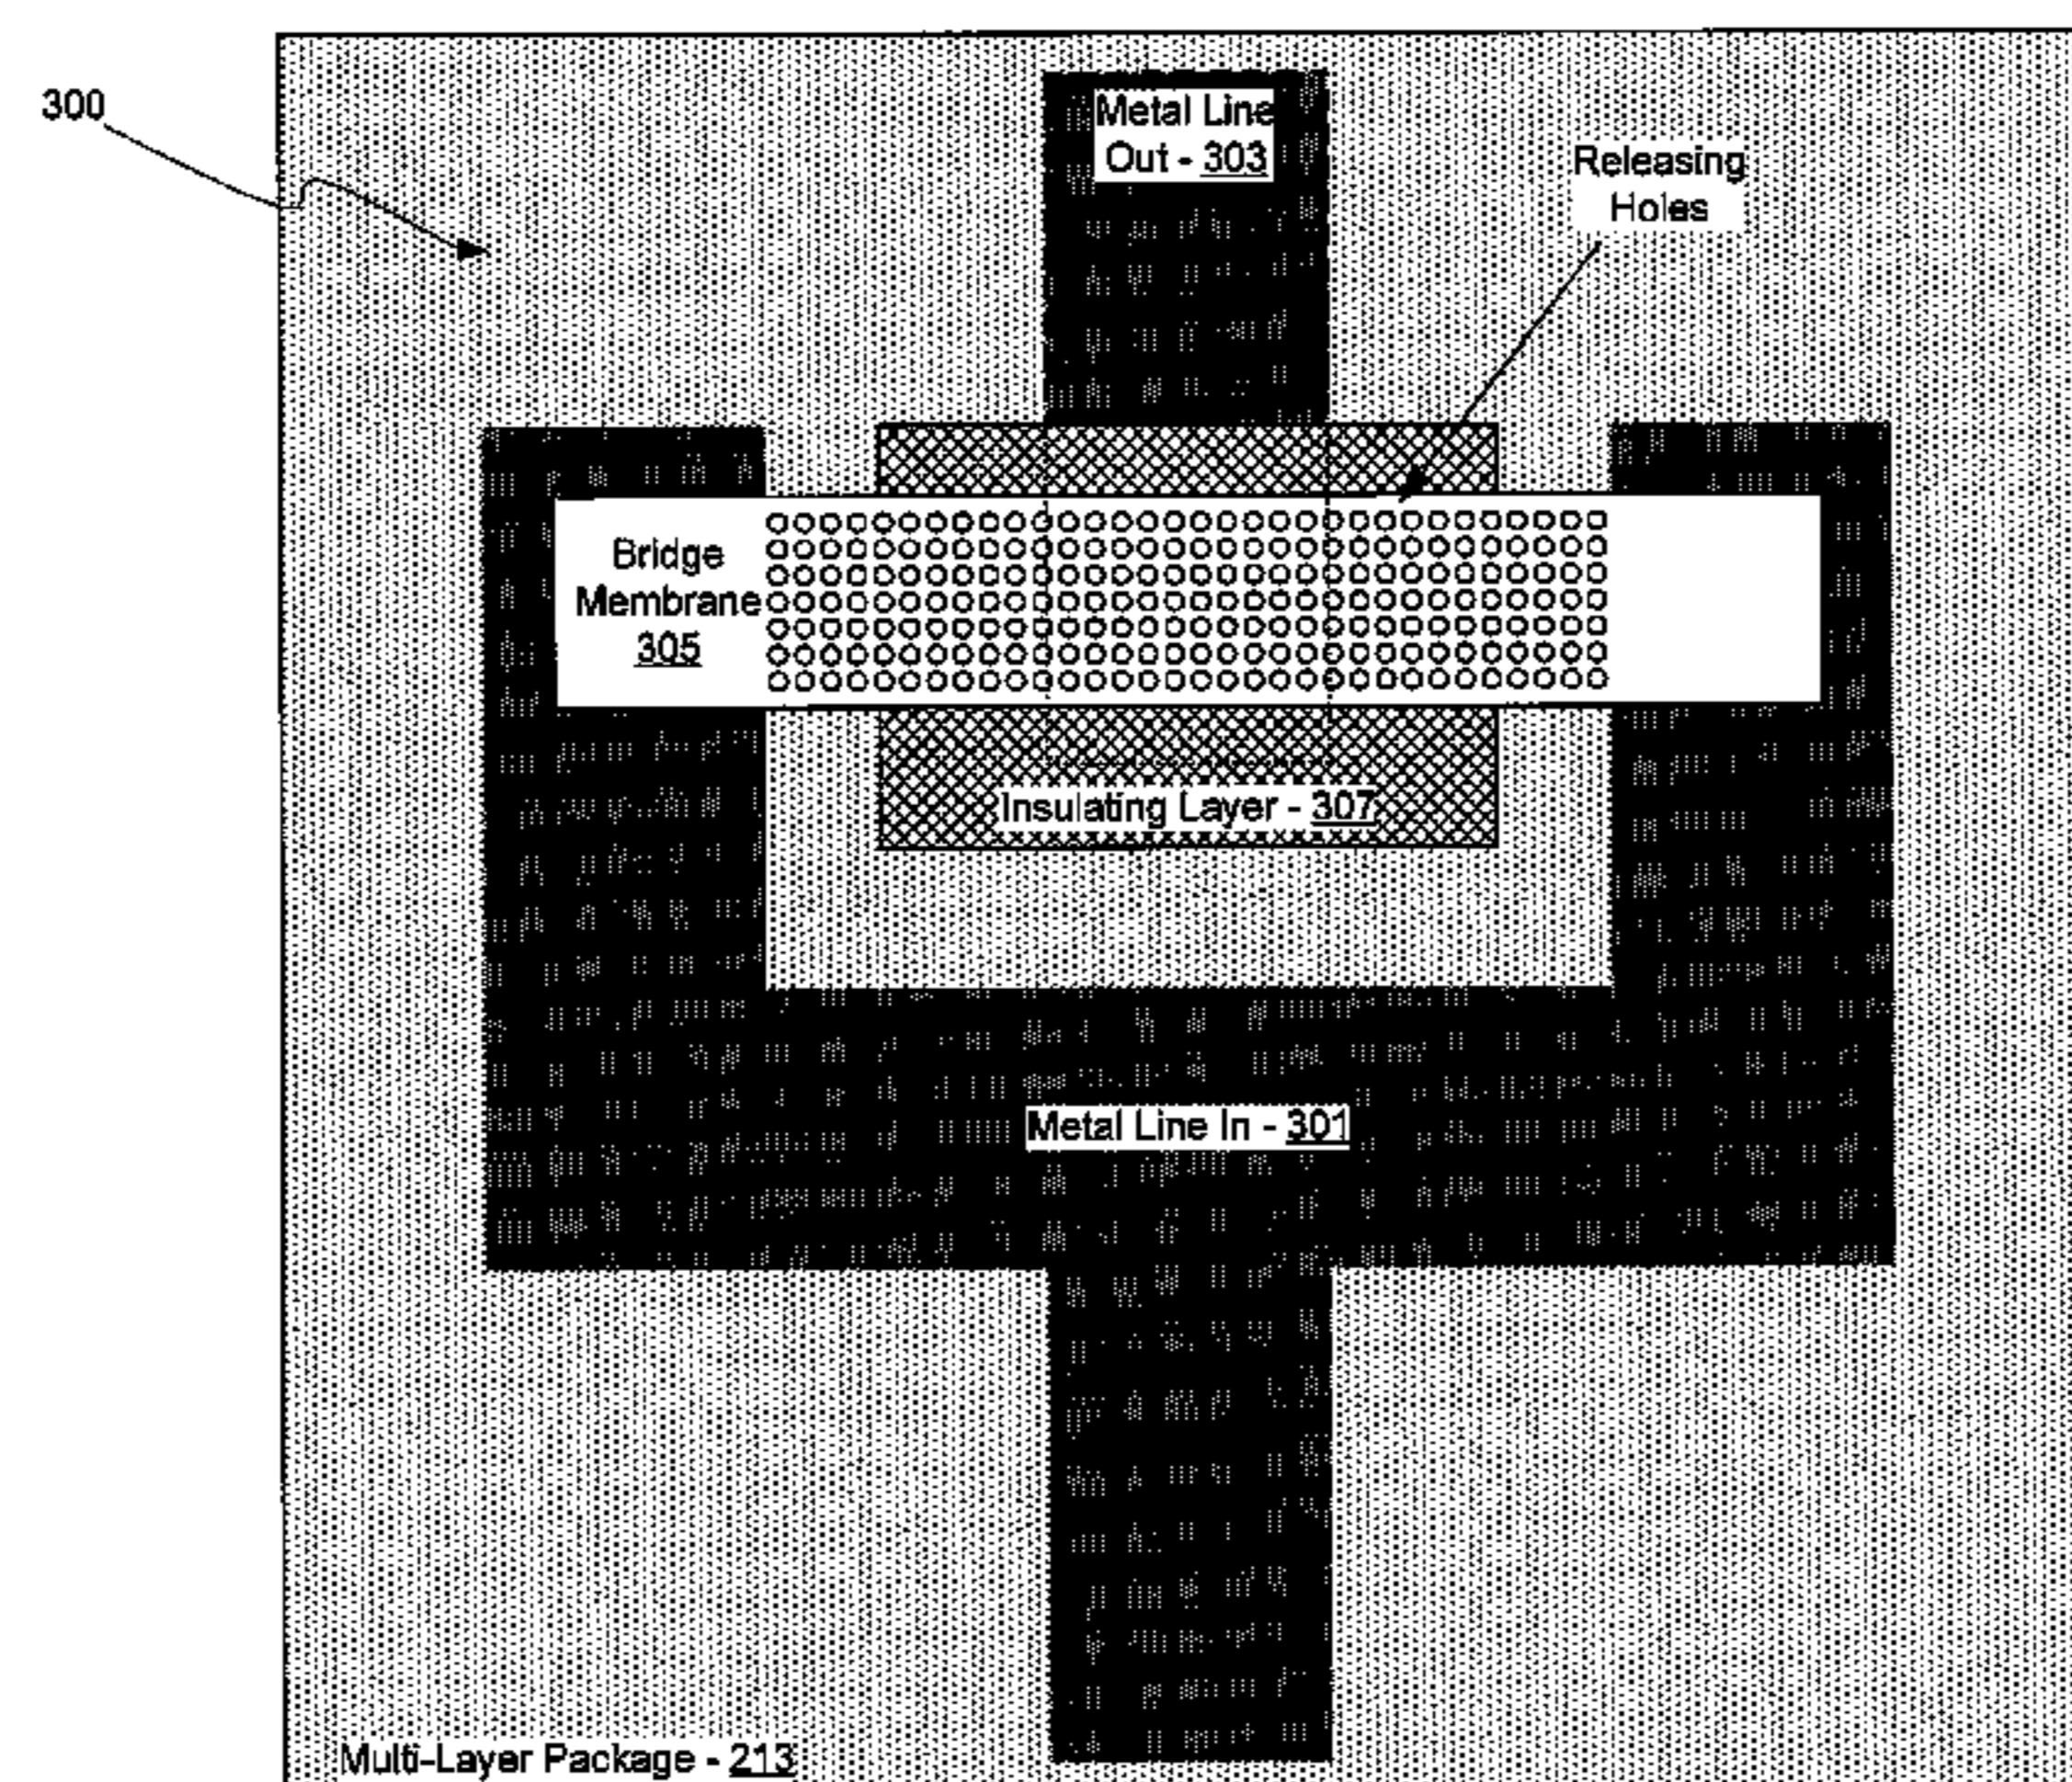 300
Metal Line
Out - 303
Releasing
Holes
Bridge
Membrane
305
Insulating Layer - 307
Metal Line In - 301
Multi-Layer Package - 213